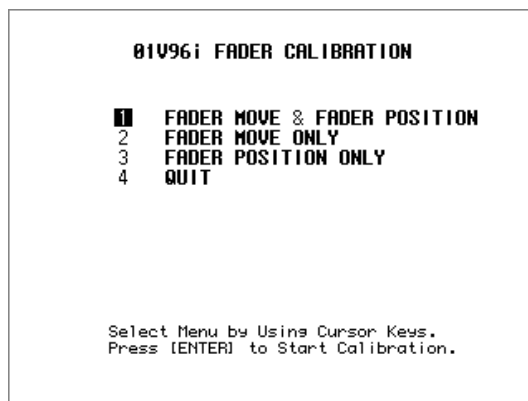 01V96i FADER CALIBRATION
1 FADER MOVE & FADER POSITION
2 FADER MOVE ONLY
3 FADER POSITION ONLY
4 QUIT
Select Menu by Using Cursor Keys.
Press [ENTER] to Start Calibration.